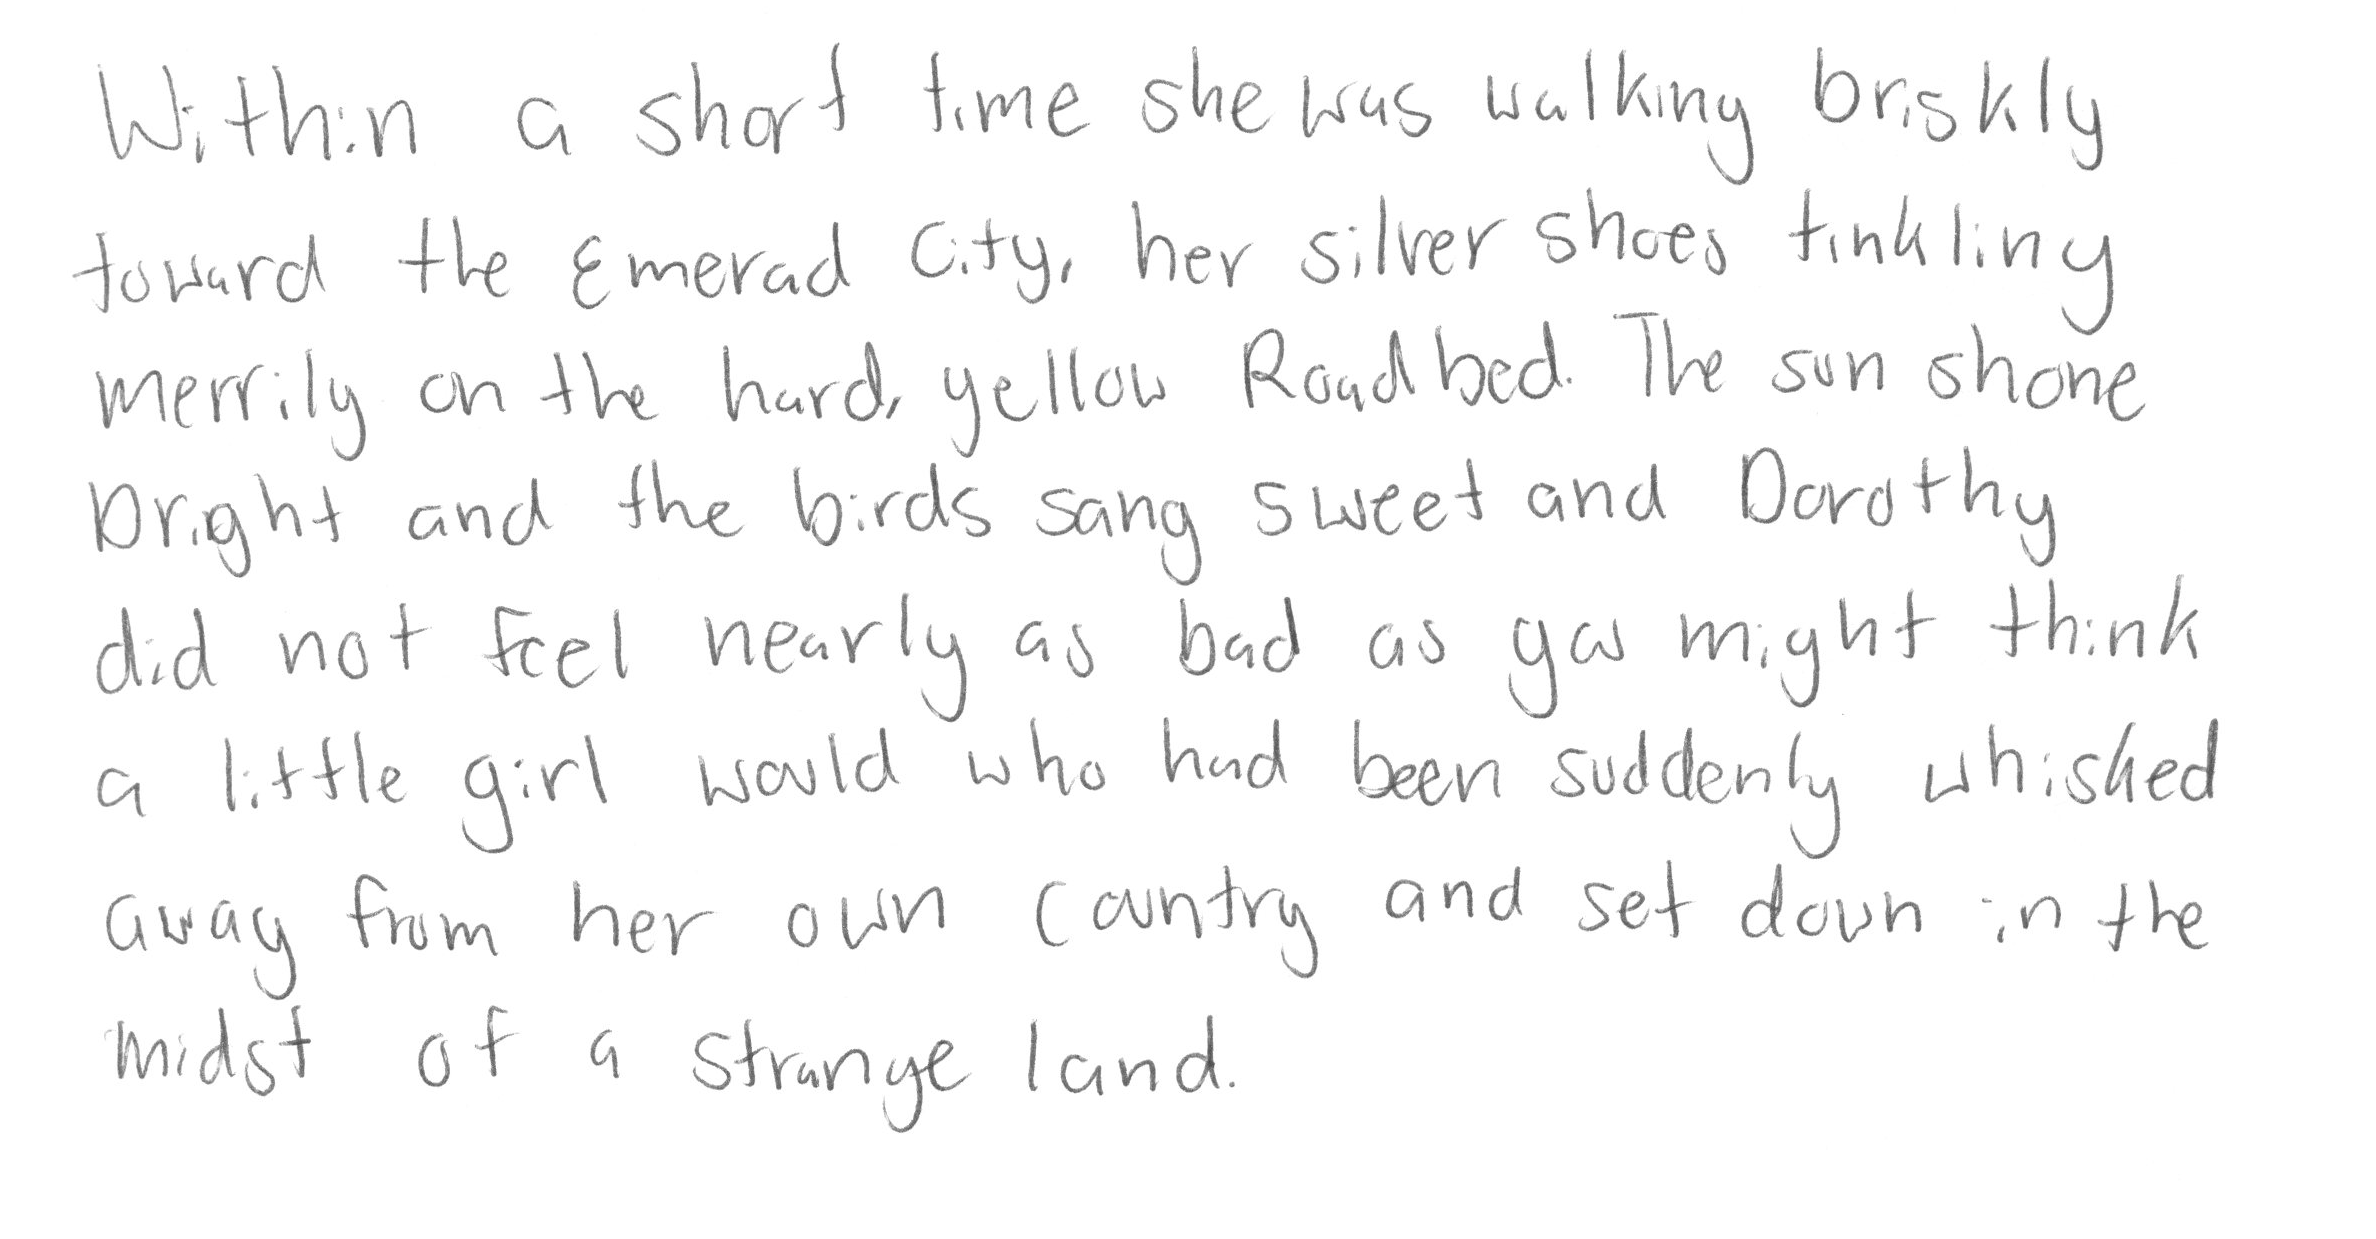 Within a short time she was walking briskly
toward the Emerad City, her silver shoes tinkling
merrily on the hard, yellow Roadbed. The sun shone
bright and the birds sang sweet and Dorothy
did not feel nearly as bad as you might think
a little girl would who had been suddenly whisked
away from her own country and set down in the
midst of a strange land.